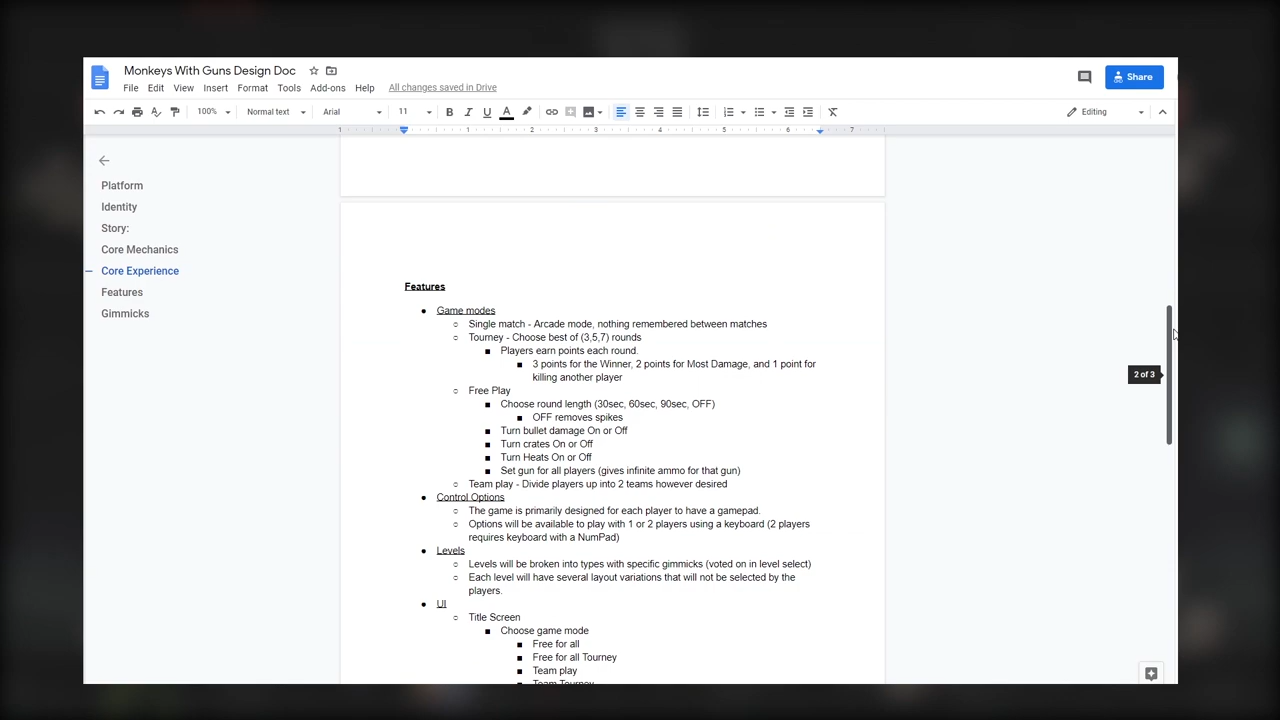 Monkeys With Guns Design Doc
File Edit View Insert Format Tools Add-ons Help All changes saved in Drive
Share
100% Normal text Arial 11 B I U A Editing
1 1 2 3 4 5 6 7
Platform
Identity
Story:
Core Mechanics
Core Experience
Features
Gimmicks
Features
Game modes
Single match - Arcade mode, nothing remembered between matches
Tourney - Choose best of (3,5,7) rounds
Players earn points each round.
3 points for the Winner, 2 points for Most Damage, and 1 point for
killing another player
Free Play
Choose round length (30sec, 60sec, 90sec, OFF)
OFF removes spikes
Turn bullet damage On or Off
Turn crates On or Off
Turn Heats On or Off
Set gun for all players (gives infinite ammo for that gun)
Team play - Divide players up into 2 teams however desired
Control Options
The game is primarily designed for each player to have a gamepad.
Options will be available to play with 1 or 2 players using a keyboard (2 players
requires keyboard with a NumPad)
Levels
Levels will be broken into types with specific gimmicks (voted on in level select)
Each level will have several layout variations that will not be selected by the
players.
UI
Title Screen
Choose game mode
Free for all
Free for all Tourney
Team play
Team Tourney
2 of 3